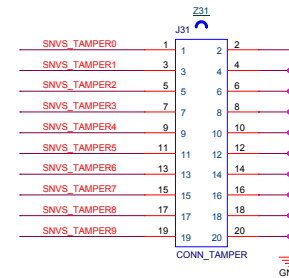 Z31
J31
SNVS_TAMPER0 1 1 2 2
SNVS_TAMPER1 3 3 4 4
SNVS_TAMPER2 5 5 6 6
SNVS_TAMPER3 7 7 8 8
SNVS_TAMPER4 9 9 10 10
SNVS_TAMPER5 11 11 12 12
SNVS_TAMPER6 13 13 14 14
SNVS_TAMPER7 15 15 16 16
SNVS_TAMPER8 17 17 18 18
SNVS_TAMPER9 19 19 20 20
CONN_TAMPER